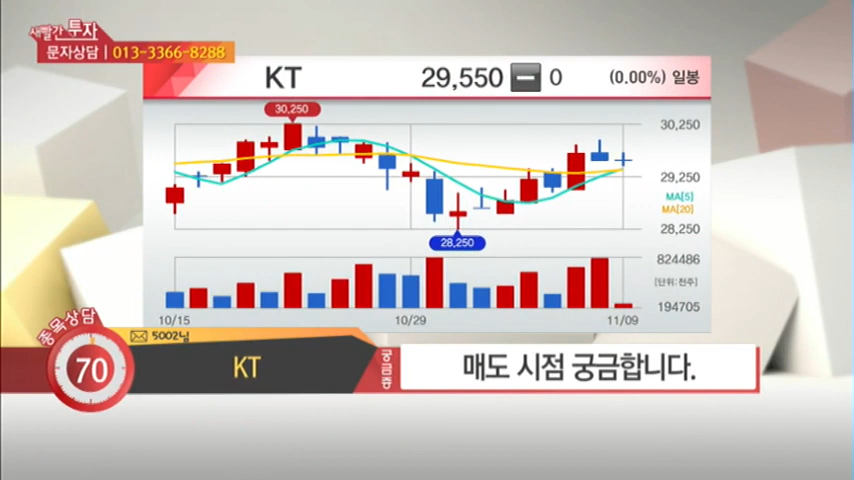 새빨간 투자
문자상담 | 013-3366-8288
KT 29,550 0 (0.00%) 일봉
30,250
30,250
29,250
MA[5]
MA[20]
28,250
28,250
824486
[단위:천주]
194705
10/15 10/29 11/09
종목상담
70
5002님
KT
궁금증
매도 시점 궁금합니다.